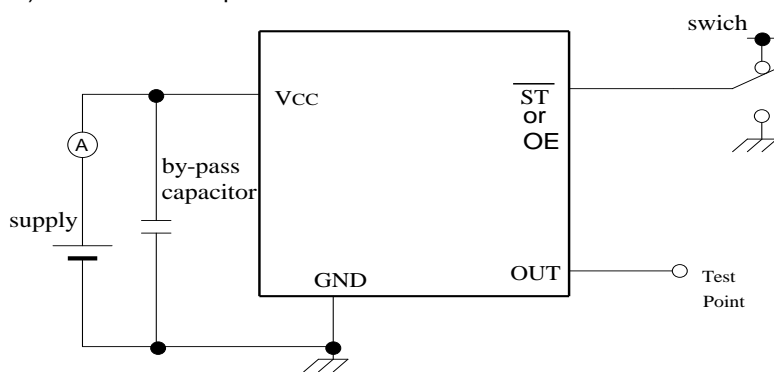 swich
VCC
ST
or
OE
A
by-pass
capacitor
supply
GND
OUT
Test
Point